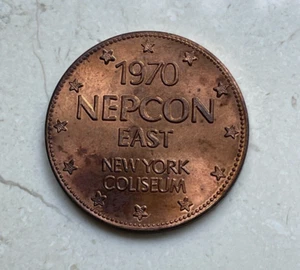 1970
NEPCON
EAST
NEW YORK
COLISEUM